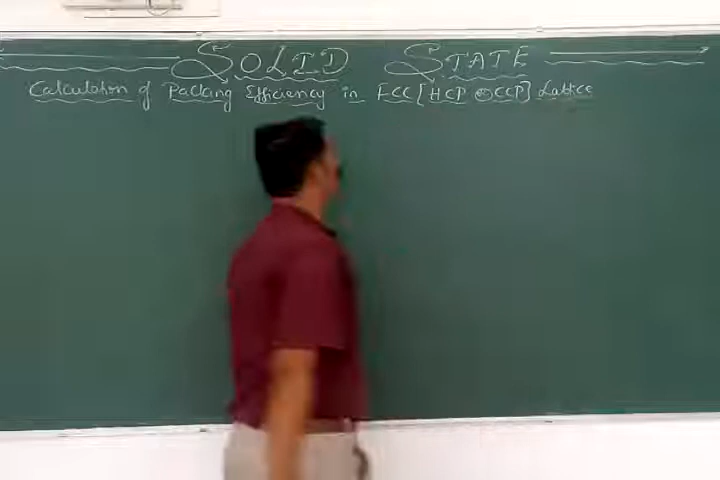 SOLID STATE
Calculation of Packing Efficiency in FCC [HCP or CCP] Lattice